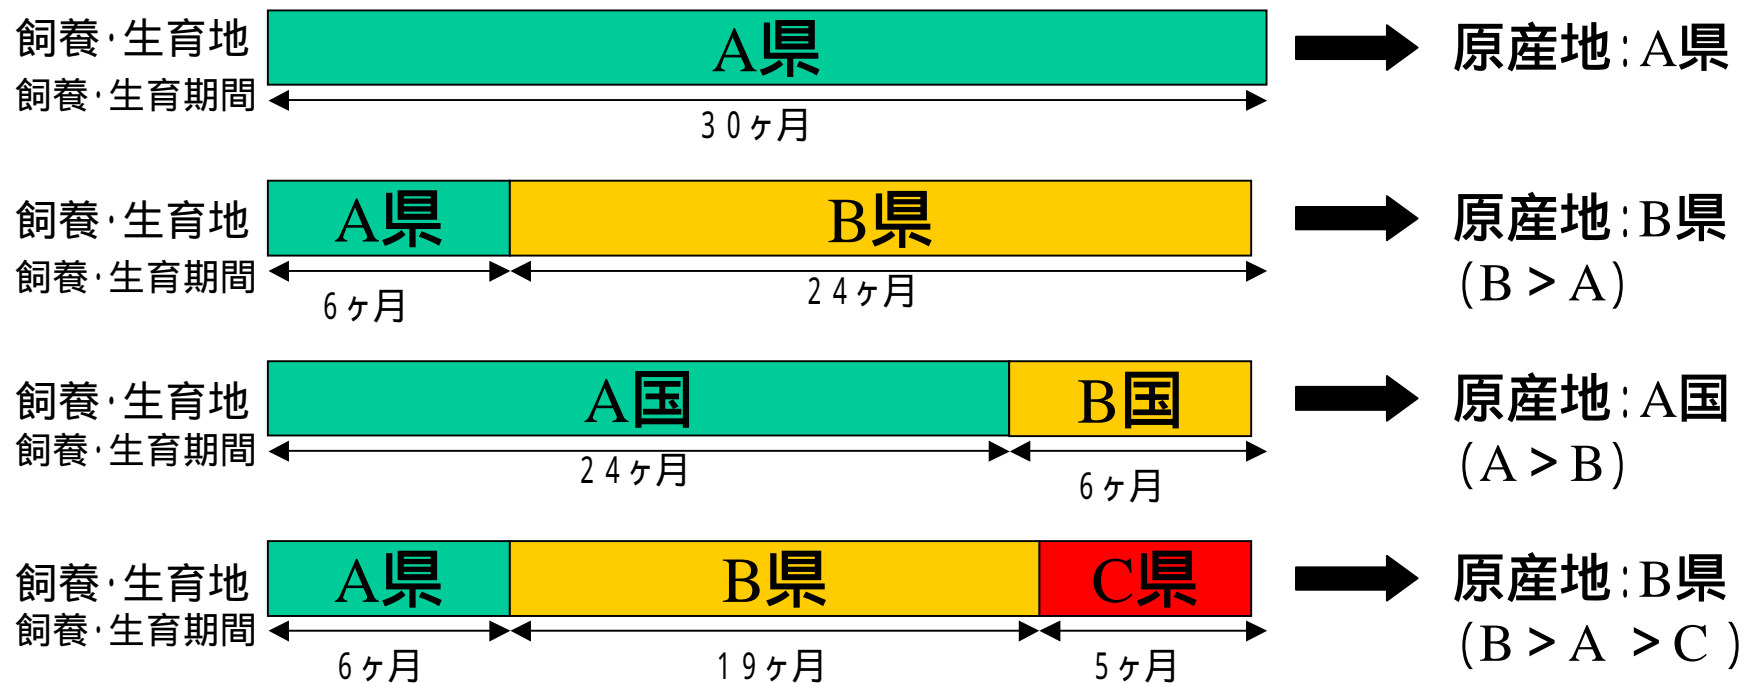 飼養・生育地 A県 原産地：A県
飼養・生育期間
30ヶ月
飼養・生育地 A県 B県 原産地：B県
飼養・生育期間 (B > A)
6ヶ月 24ヶ月
飼養・生育地 A国 B国 原産地：A国
飼養・生育期間 (A > B)
24ヶ月 6ヶ月
飼養・生育地 A県 B県 C県 原産地：B県
飼養・生育期間 (B > A > C)
6ヶ月 19ヶ月 5ヶ月